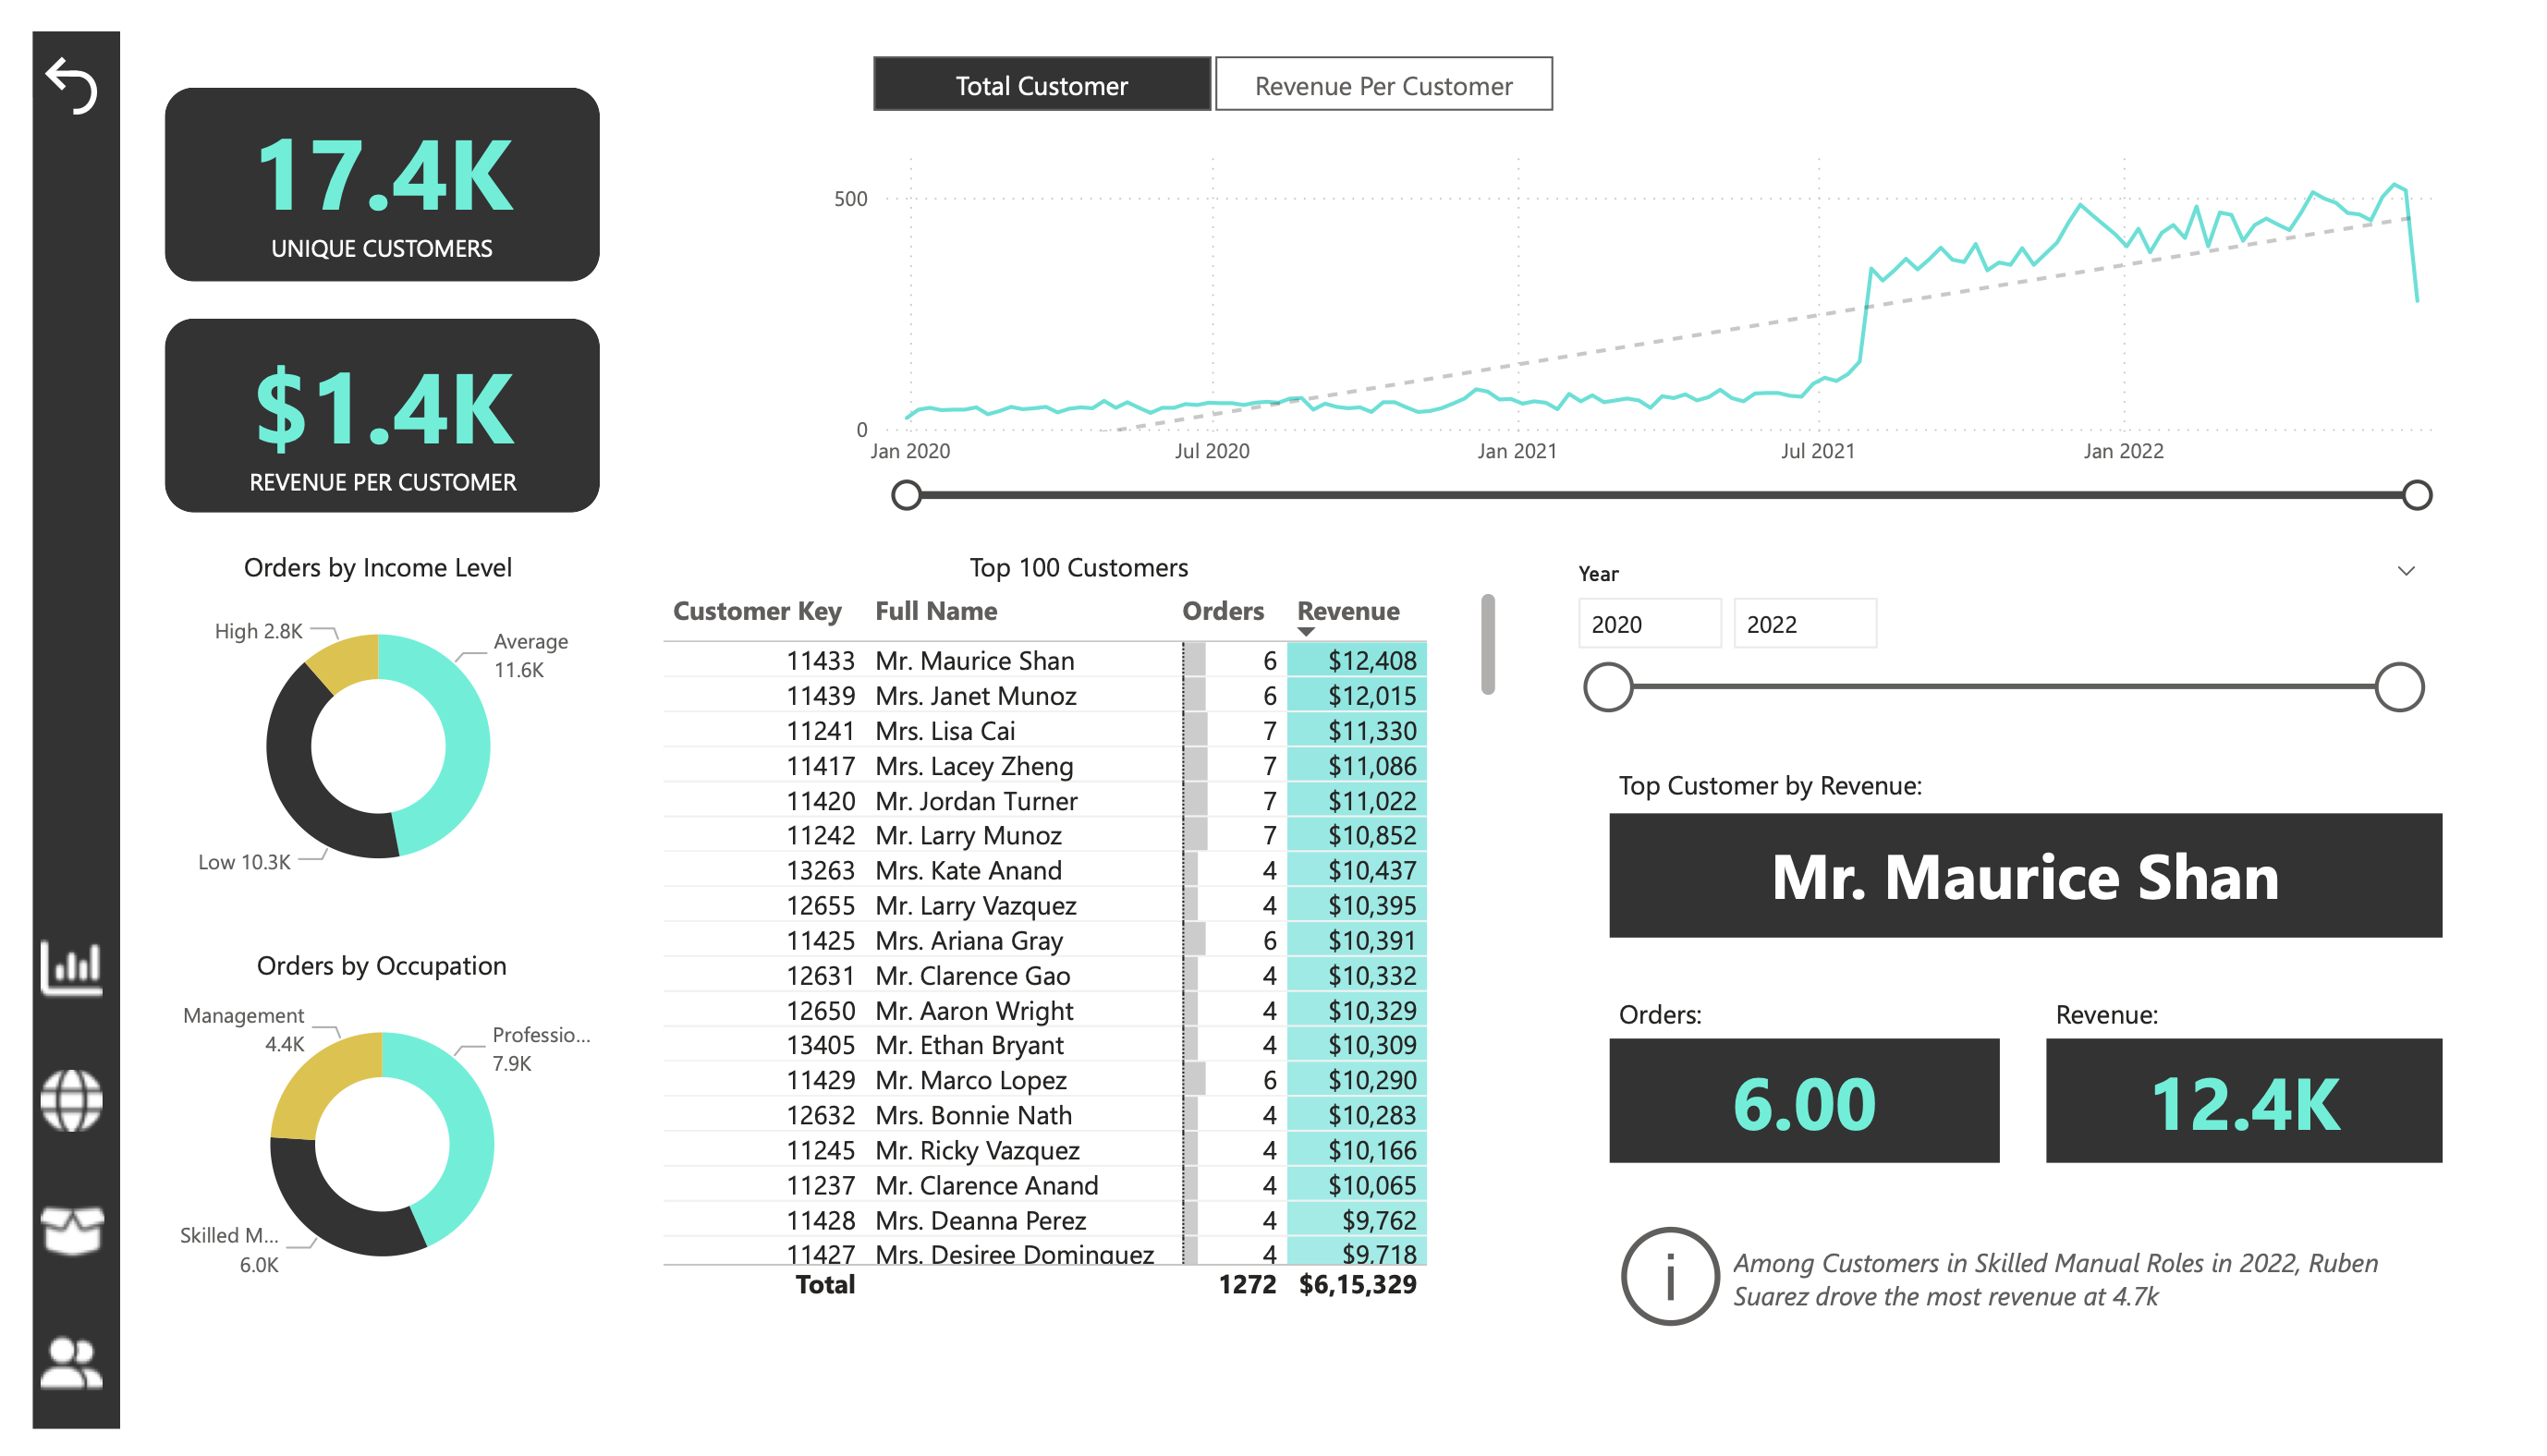 Total Customer
Revenue Per Customer
17.4K
UNIQUE CUSTOMERS
$1.4K
REVENUE PER CUSTOMER
500
0
Jan 2020
Jul 2020
Jan 2021
Jul 2021
Jan 2022
Orders by Income Level
High 2.8K
Average
11.6K
Low 10.3K
Orders by Occupation
Management
4.4K
Professio...
7.9K
Skilled M...
6.0K
Top 100 Customers
Customer Key Full Name Orders Revenue
11433 Mr. Maurice Shan 6 $12,408
11439 Mrs. Janet Munoz 6 $12,015
11241 Mrs. Lisa Cai 7 $11,330
11417 Mrs. Lacey Zheng 7 $11,086
11420 Mr. Jordan Turner 7 $11,022
11242 Mr. Larry Munoz 7 $10,852
13263 Mrs. Kate Anand 4 $10,437
12655 Mr. Larry Vazquez 4 $10,395
11425 Mrs. Ariana Gray 6 $10,391
12631 Mr. Clarence Gao 4 $10,332
12650 Mr. Aaron Wright 4 $10,329
13405 Mr. Ethan Bryant 4 $10,309
11429 Mr. Marco Lopez 6 $10,290
12632 Mrs. Bonnie Nath 4 $10,283
11245 Mr. Ricky Vazquez 4 $10,166
11237 Mr. Clarence Anand 4 $10,065
11428 Mrs. Deanna Perez 4 $9,762
11427 Mrs. Desiree Dominguez 4 $9,718
Total 1272 $6,15,329
Year
2020
2022
Top Customer by Revenue:
Mr. Maurice Shan
Orders:
6.00
Revenue:
12.4K
i
Among Customers in Skilled Manual Roles in 2022, Ruben
Suarez drove the most revenue at 4.7k